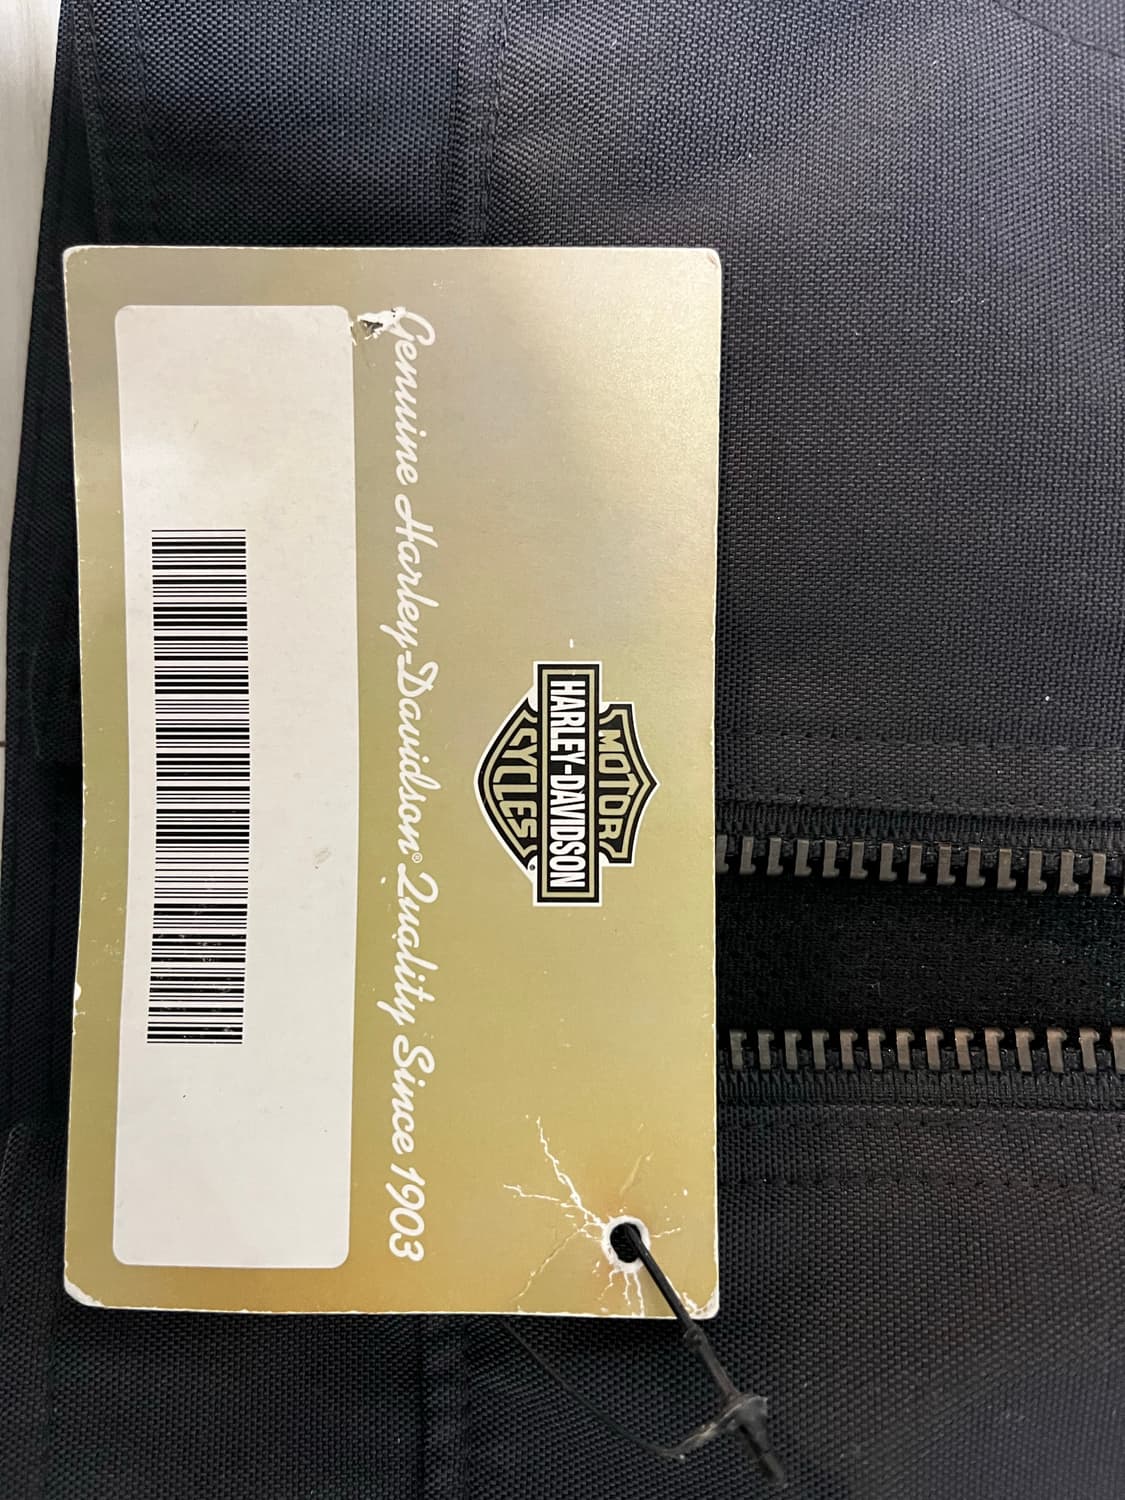 MOTOR
HARLEY-DAVIDSON
CYCLES
Genuine Harley-Davidson® Quality Since 1903